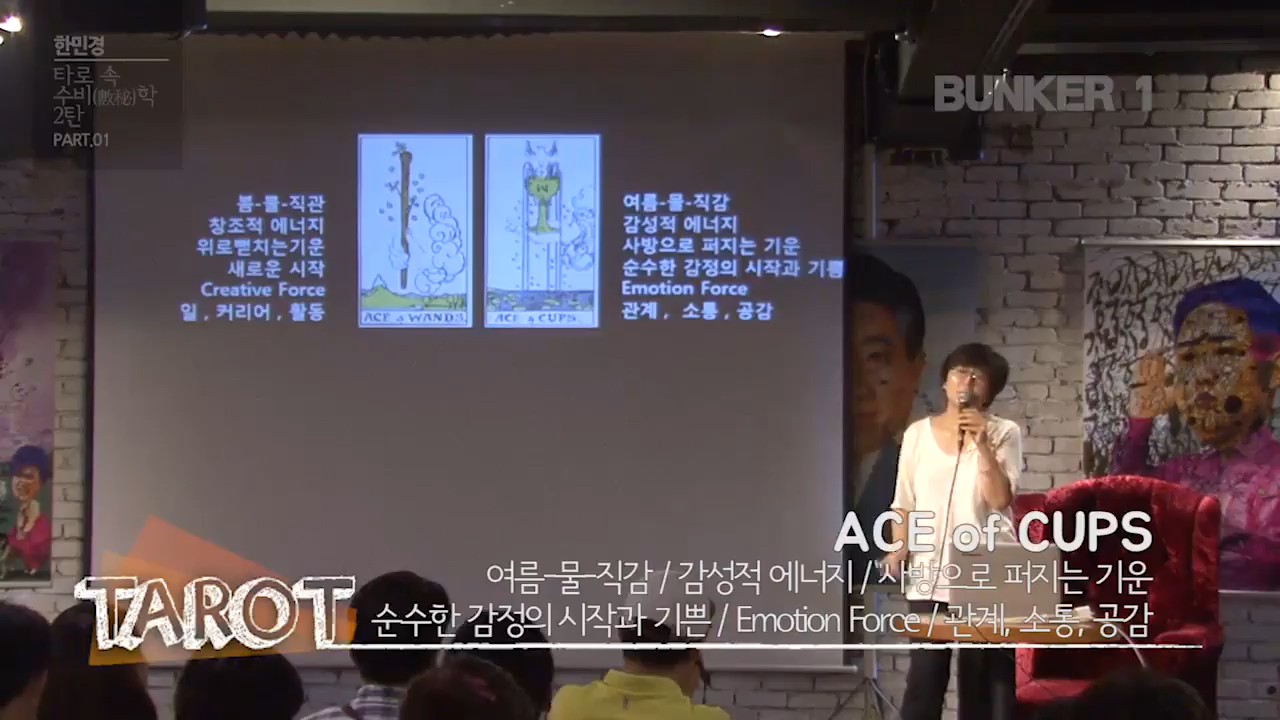 한민경
타로 속
수비(數秘)학
2탄
PART.01
BUNKER 1
봄-물-직관
창조적 에너지
위로뻗치는기운
새로운 시작
Creative Force
일 , 커리어 , 활동
ACE of WANDS.
ACE of CUPS.
여름-물-직감
감성적 에너지
사방으로 퍼지는 기운
순수한 감정의 시작과 기쁨
Emotion Force
관계 , 소통 , 공감
ACE of CUPS
여름-물-직감 / 감성적 에너지 / 사방으로 퍼지는 기운
순수한 감정의 시작과 기쁜 / Emotion Force / 관계, 소통, 공감
TAROT